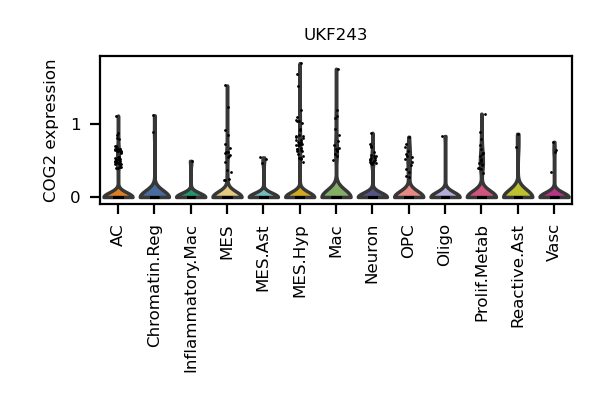 UKF243
COG2 expression
1
0
AC
Chromatin.Reg
Inflammatory.Mac
MES
MES.Ast
MES.Hyp
Mac
Neuron
OPC
Oligo
Prolif.Metab
Reactive.Ast
Vasc